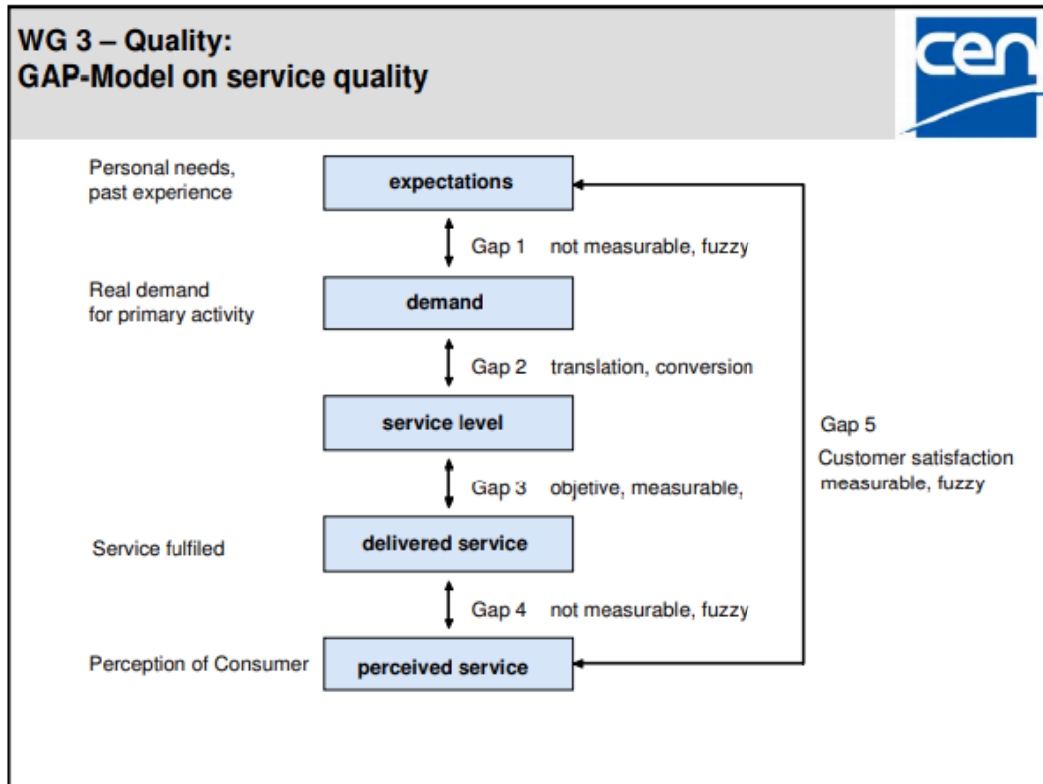 WG 3 – Quality:
GAP-Model on service quality
cen
Personal needs,
past experience
expectations
Gap 1 not measurable, fuzzy
Real demand
for primary activity
demand
Gap 2 translation, conversion
service level
Gap 5
Customer satisfaction
measurable, fuzzy
Gap 3 objetive, measurable,
Service fulfiled
delivered service
Gap 4 not measurable, fuzzy
Perception of Consumer
perceived service